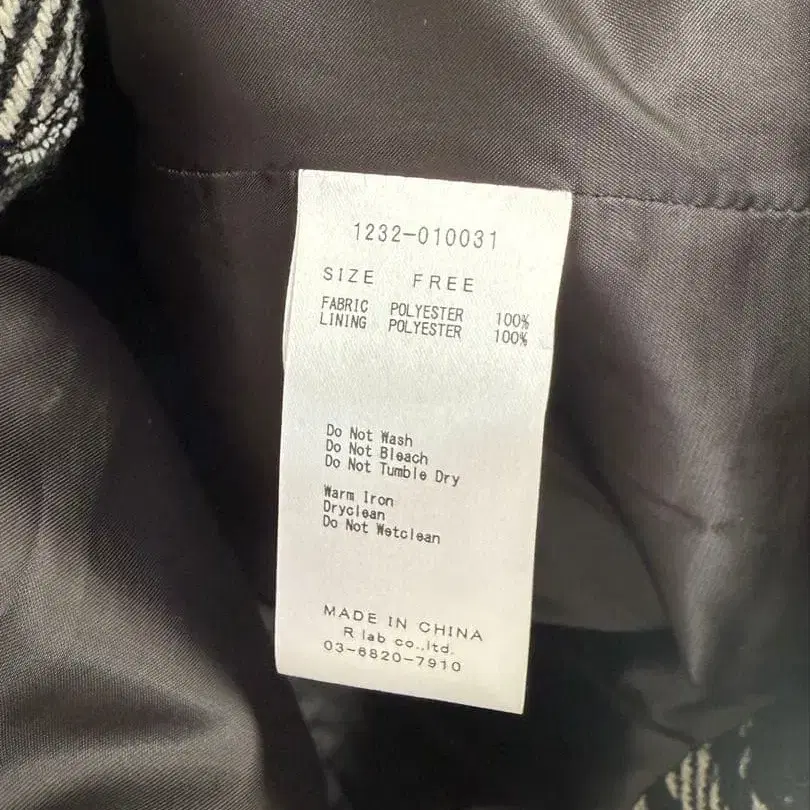 1232-010031
SIZE FREE
FABRIC POLYESTER 100%
LINING POLYESTER 100%
Do Not Wash
Do Not Bleach
Do Not Tumble Dry
Warm Iron
Dryclean
Do Not Wetclean
MADE IN CHINA
R lab co.,ltd.
03-6820-7910